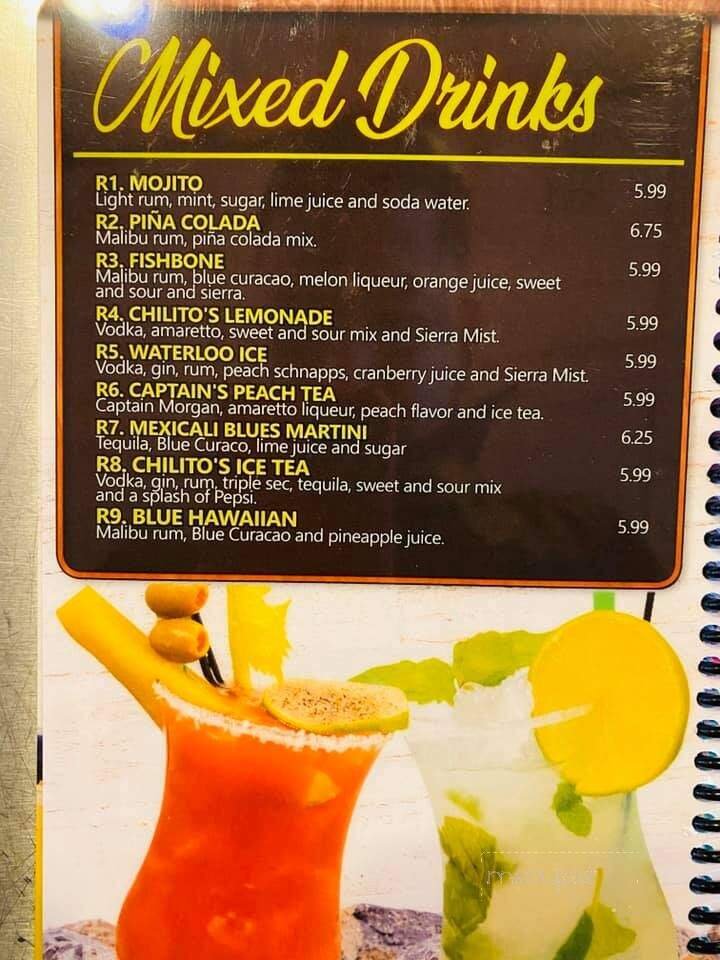 Mixed Drinks
R1. MOJITO 5.99
Light rum, mint, sugar, lime juice and soda water.
R2. PIÑA COLADA 6.75
Malibu rum, piña colada mix.
R3. FISHBONE 5.99
Malibu rum, blue curacao, melon liqueur, orange juice, sweet
and sour and sierra.
R4. CHILITO'S LEMONADE 5.99
Vodka, amaretto, sweet and sour mix and Sierra Mist.
R5. WATERLOO ICE 5.99
Vodka, gin, rum, peach schnapps, cranberry juice and Sierra Mist.
R6. CAPTAIN'S PEACH TEA 5.99
Captain Morgan, amaretto liqueur, peach flavor and ice tea.
R7. MEXICALI BLUES MARTINI 6.25
Tequila, Blue Curaco, lime juice and sugar
R8. CHILITO'S ICE TEA 5.99
Vodka, gin, rum, triple sec, tequila, sweet and sour mix
and a splash of Pepsi.
R9. BLUE HAWAIIAN 5.99
Malibu rum, Blue Curacao and pineapple juice.